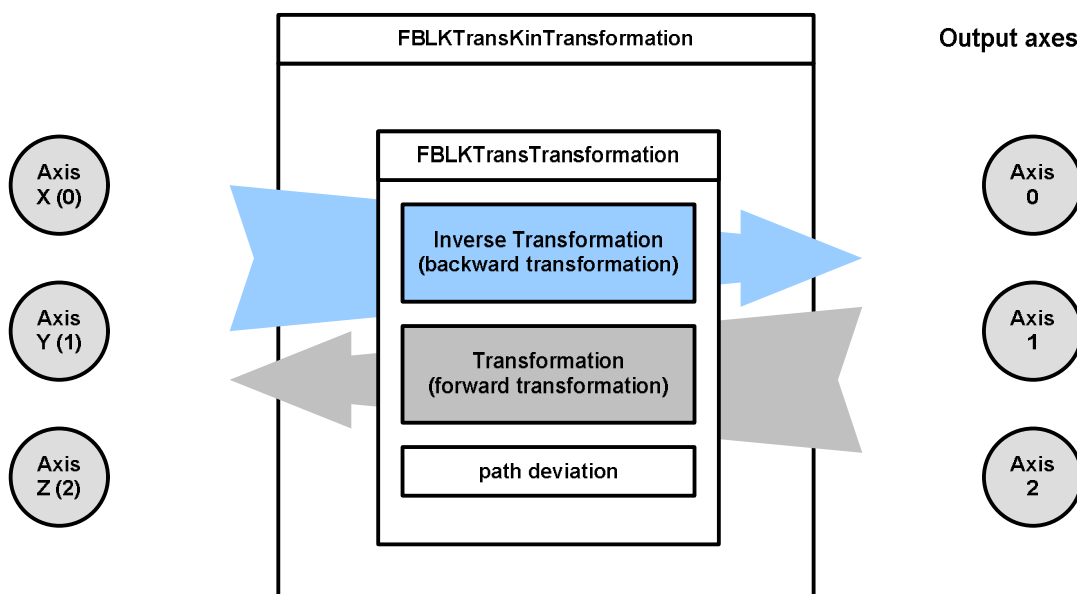 FBLKTransKinTransformation
Output axes
FBLKTransTransformation
Axis
X (0)
Axis
Y (1)
Axis
Z (2)
Inverse Transformation
(backward transformation)
Transformation
(forward transformation)
path deviation
Axis
0
Axis
1
Axis
2